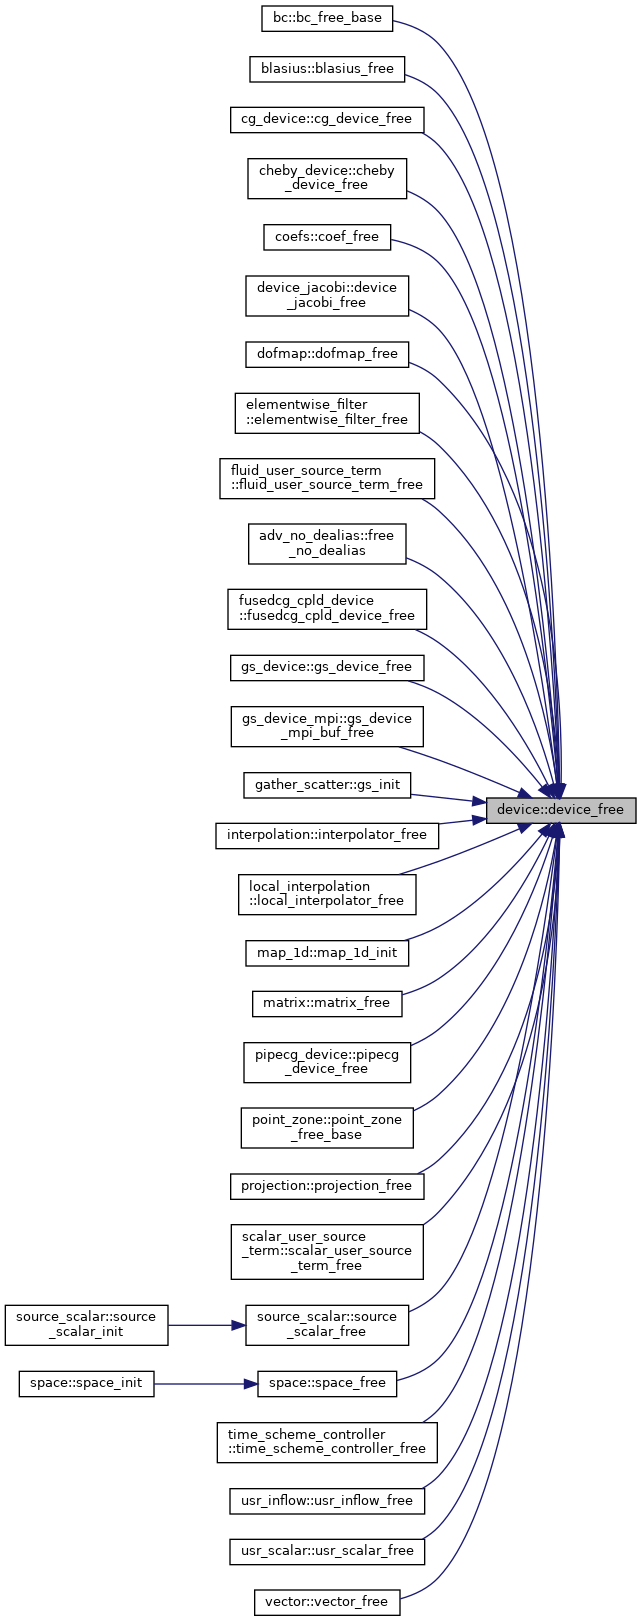 bc::bc_free_base
blasius::blasius_free
cg_device::cg_device_free
cheby_device::cheby
_device_free
coefs::coef_free
device_jacobi::device
_jacobi_free
dofmap::dofmap_free
elementwise_filter
::elementwise_filter_free
fluid_user_source_term
::fluid_user_source_term_free
adv_no_dealias::free
_no_dealias
fusedcg_cpld_device
::fusedcg_cpld_device_free
gs_device::gs_device_free
gs_device_mpi::gs_device
_mpi_buf_free
gather_scatter::gs_init
device::device_free
interpolation::interpolator_free
local_interpolation
::local_interpolator_free
map_1d::map_1d_init
matrix::matrix_free
pipecg_device::pipecg
_device_free
point_zone::point_zone
_free_base
projection::projection_free
scalar_user_source
_term::scalar_user_source
_term_free
source_scalar::source
_scalar_init
source_scalar::source
_scalar_free
space::space_init
space::space_free
time_scheme_controller
::time_scheme_controller_free
usr_inflow::usr_inflow_free
usr_scalar::usr_scalar_free
vector::vector_free